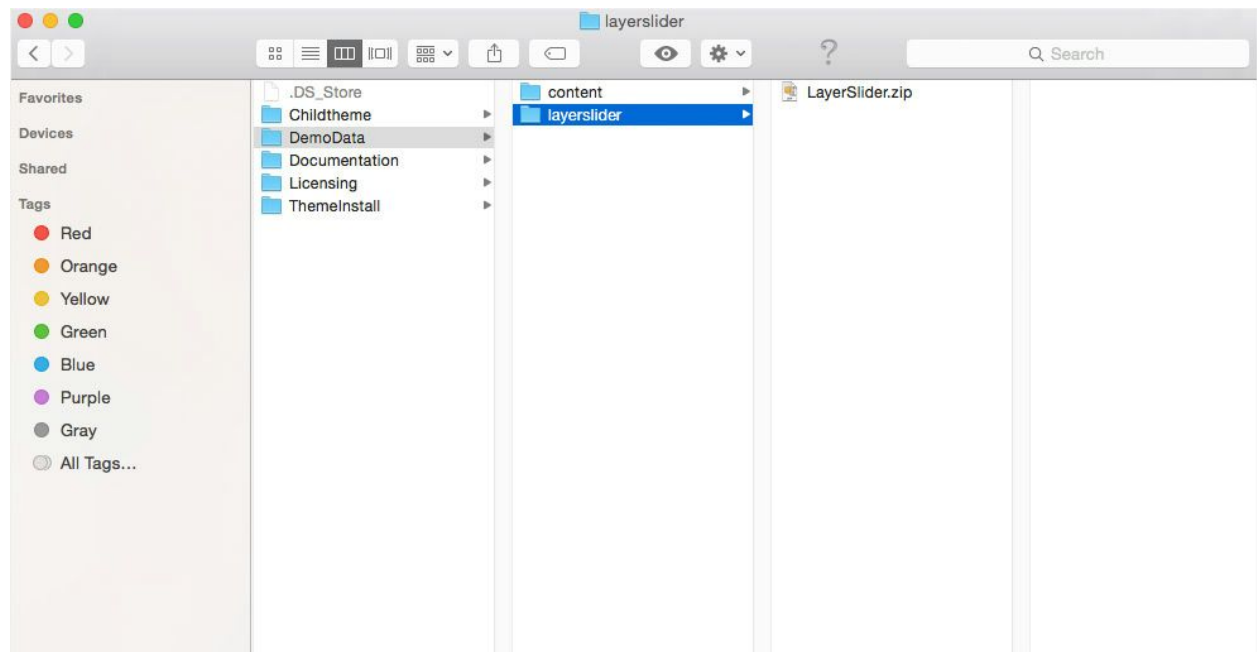 layerslider
Search
Favorites
Devices
Shared
Tags
Red
Orange
Yellow
Green
Blue
Purple
Gray
All Tags...
.DS_Store
Childtheme
DemoData
Documentation
Licensing
ThemeInstall
content
layerslider
LayerSlider.zip